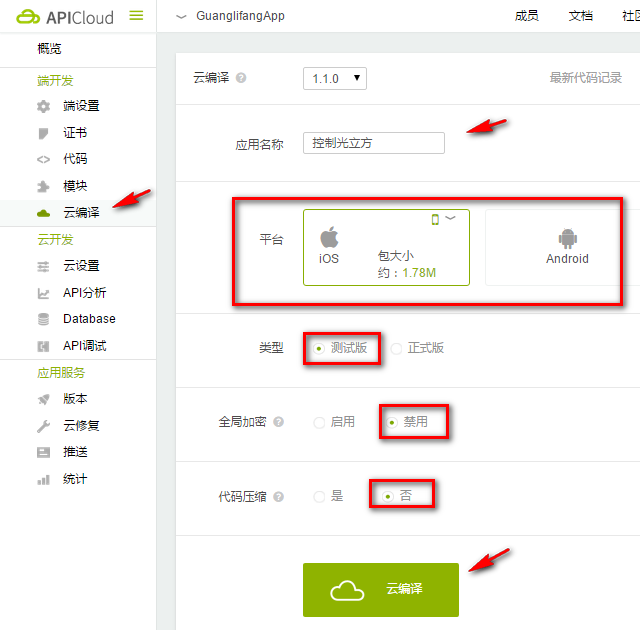 APICloud
GuanglifangApp
成员 文档 社区
概览
端开发
端设置
证书
代码
模块
云编译
云开发
云设置
API分析
Database
API调试
应用服务
版本
云修复
推送
统计
云编译 ? 1.1.0 最新代码记录
应用名称 控制光立方
平台
iOS
包大小
约：1.78M
Android
类型 测试版 正式版
全局加密 ? 启用 禁用
代码压缩 ? 是 否
云编译